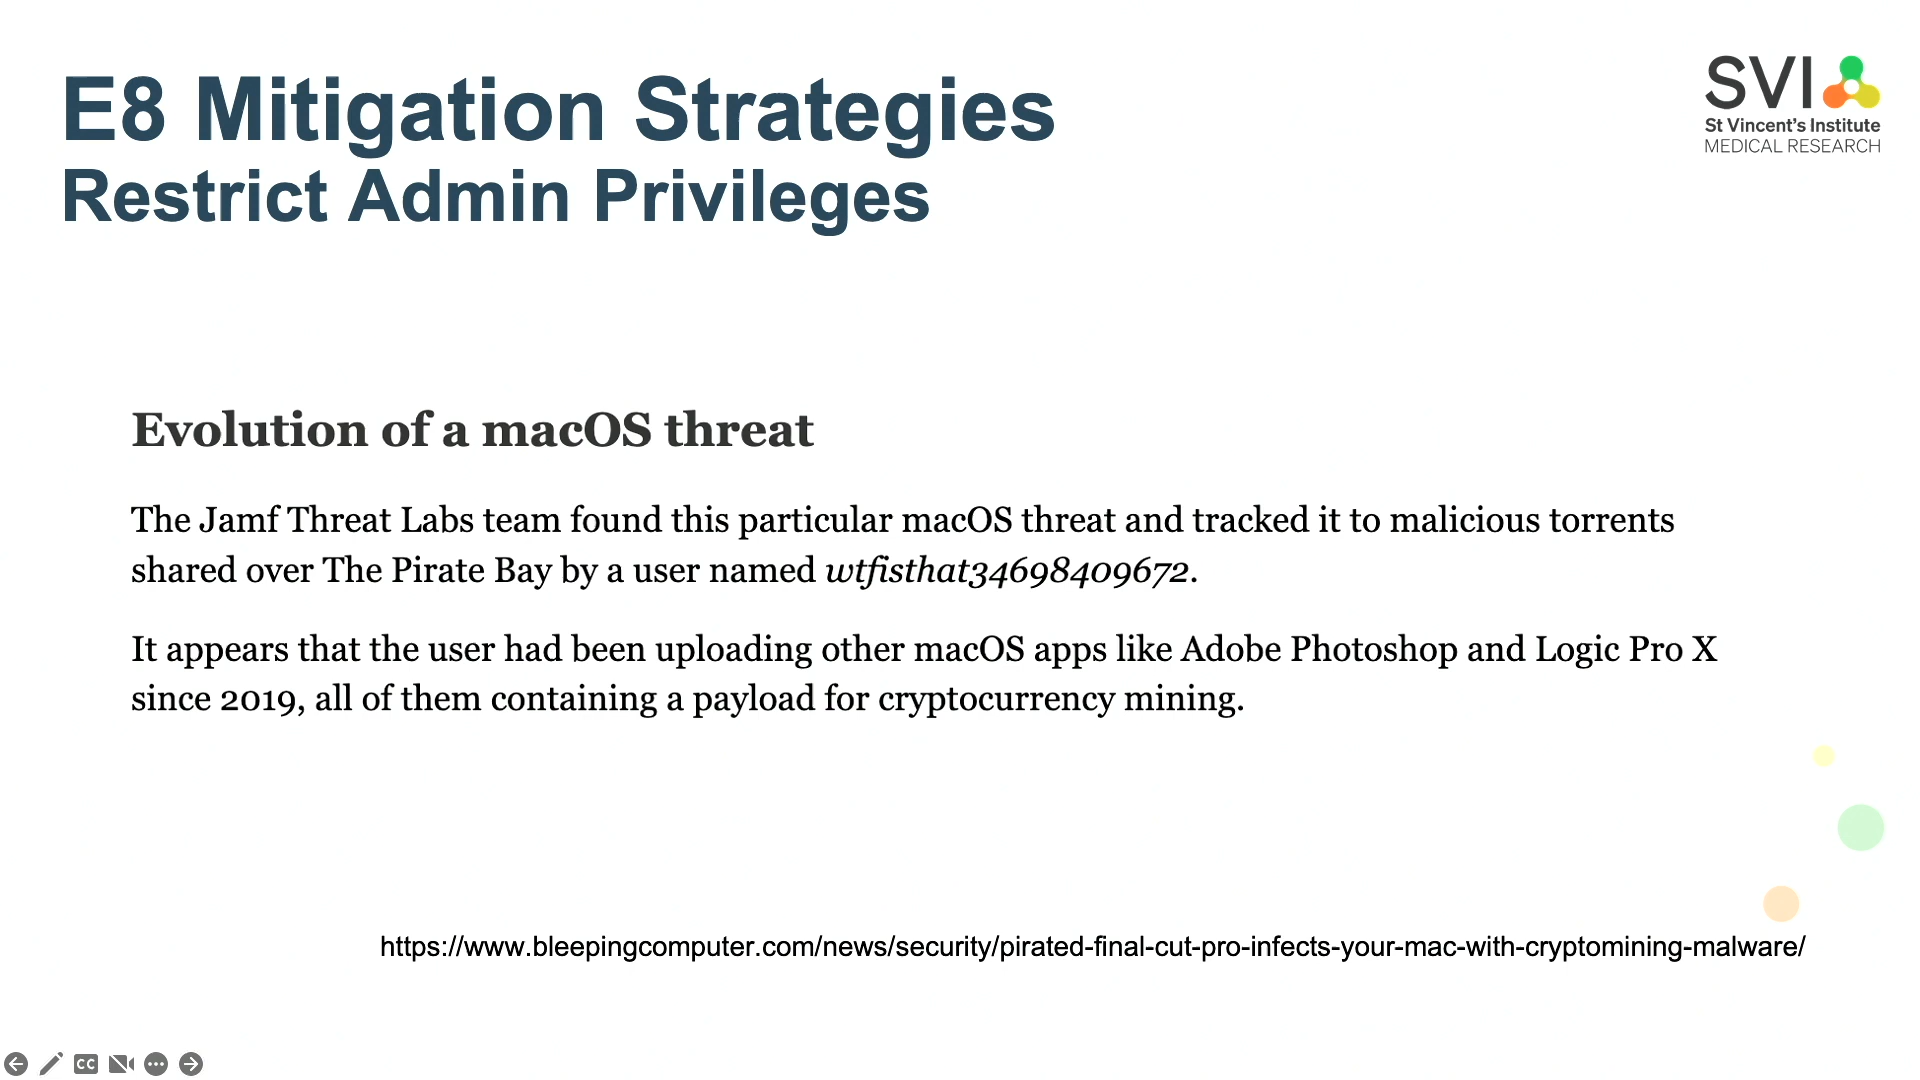 E8 Mitigation Strategies
Restrict Admin Privileges
SVI
St Vincent's Institute
MEDICAL RESEARCH
Evolution of a macOS threat
The Jamf Threat Labs team found this particular macOS threat and tracked it to malicious torrents
shared over The Pirate Bay by a user named wtfisthat34698409672.
It appears that the user had been uploading other macOS apps like Adobe Photoshop and Logic Pro X
since 2019, all of them containing a payload for cryptocurrency mining.
https://www.bleepingcomputer.com/news/security/pirated-final-cut-pro-infects-your-mac-with-cryptomining-malware/
CC